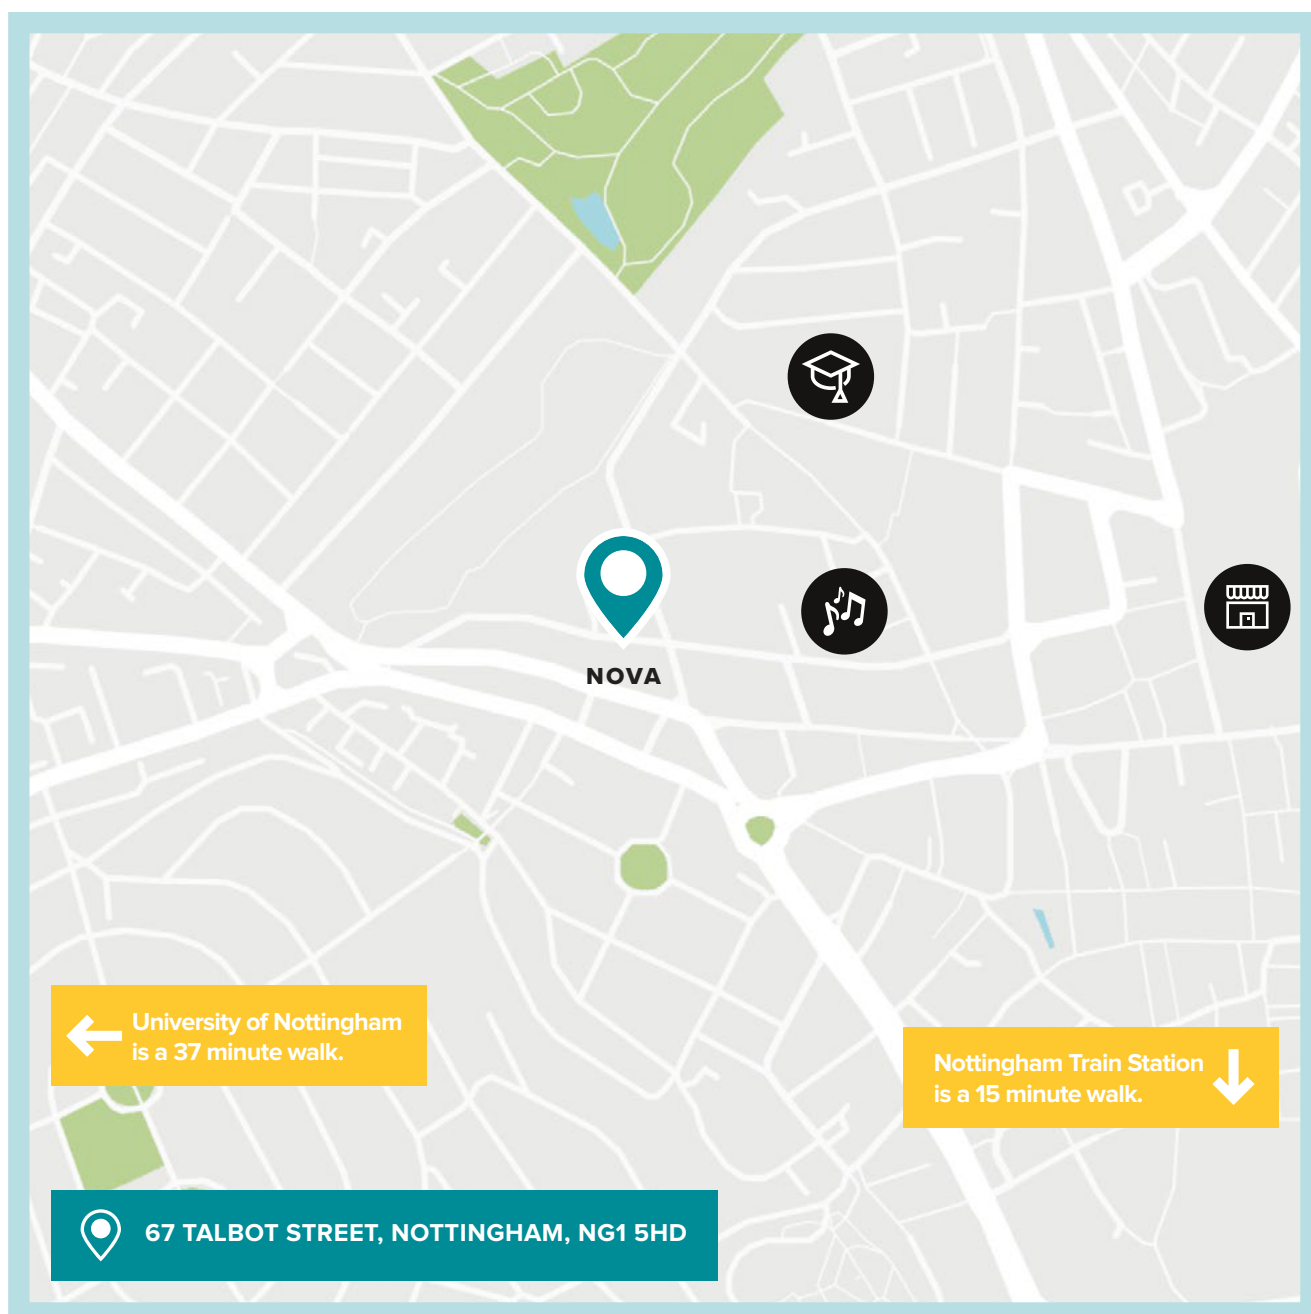 NOVA
University of Nottingham
is a 37 minute walk.
Nottingham Train Station
is a 15 minute walk.
67 TALBOT STREET, NOTTINGHAM, NG1 5HD